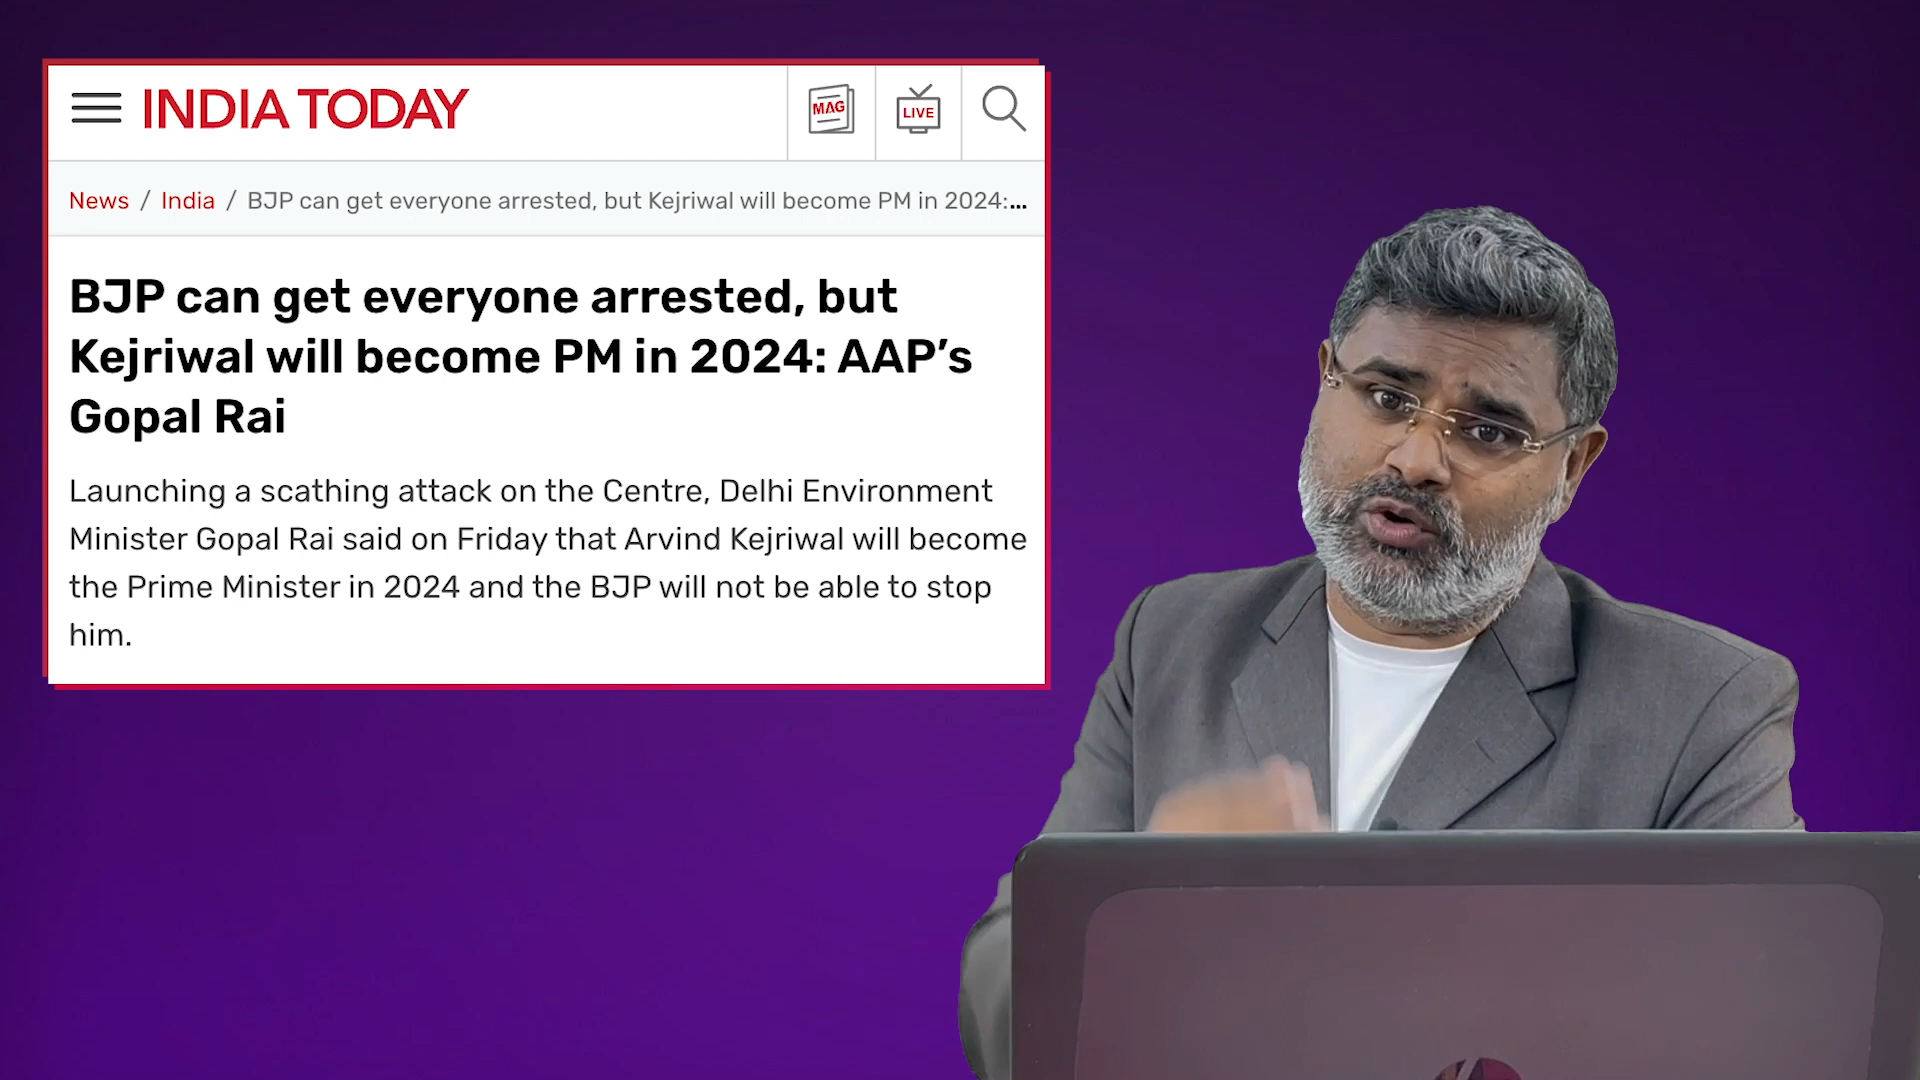 INDIA TODAY
MAG
LIVE
News / India / BJP can get everyone arrested, but Kejriwal will become PM in 2024:...
BJP can get everyone arrested, but
Kejriwal will become PM in 2024: AAP’s
Gopal Rai
Launching a scathing attack on the Centre, Delhi Environment
Minister Gopal Rai said on Friday that Arvind Kejriwal will become
the Prime Minister in 2024 and the BJP will not be able to stop
him.